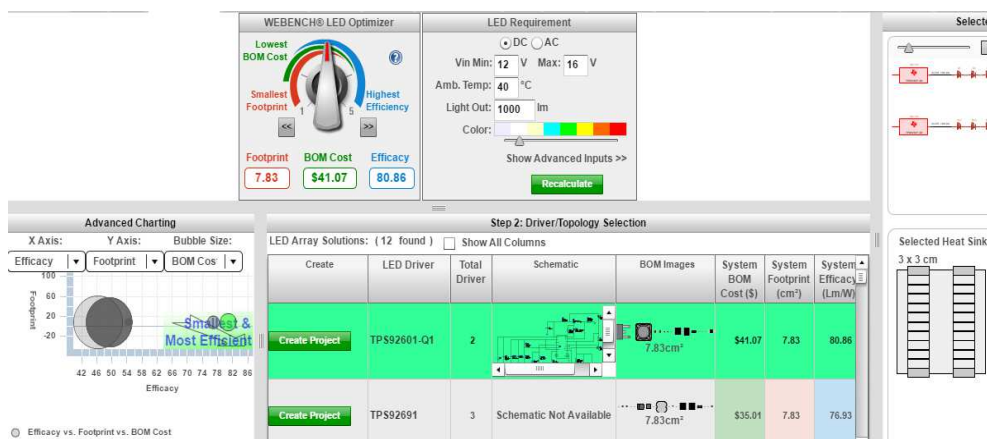 WEBENCH® LED Optimizer
Lowest
BOM Cost
Smallest
Footprint
Highest
Efficiency
1
5
<<
>>
Footprint BOM Cost Efficacy
7.83 $41.07 80.86
LED Requirement
DC AC
Vin Min: 12 V Max: 16 V
Amb. Temp: 40 °C
Light Out: 1000 lm
Color:
Show Advanced Inputs >>
Recalculate
Advanced Charting
X Axis: Y Axis: Bubble Size:
Efficacy Footprint BOM Cos
100
60
20
-20
Footprint
Smallest &
Most Efficient
42 46 50 54 58 62 66 70 74 78 82 86
Efficacy
Efficacy vs. Footprint vs. BOM Cost
Step 2: Driver/Topology Selection
LED Array Solutions: ( 12 found ) Show All Columns
Create LED Driver Total Driver Schematic BOM Images System BOM Cost ($) System Footprint (cm²) System Efficacy (Lm/W)
Create Project TPS92601-Q1 2 7.83cm² $41.07 7.83 80.86
Create Project TPS92691 3 Schematic Not Available 7.83cm² $35.01 7.83 76.93
Selecte
Selected Heat Sink
3 x 3 cm